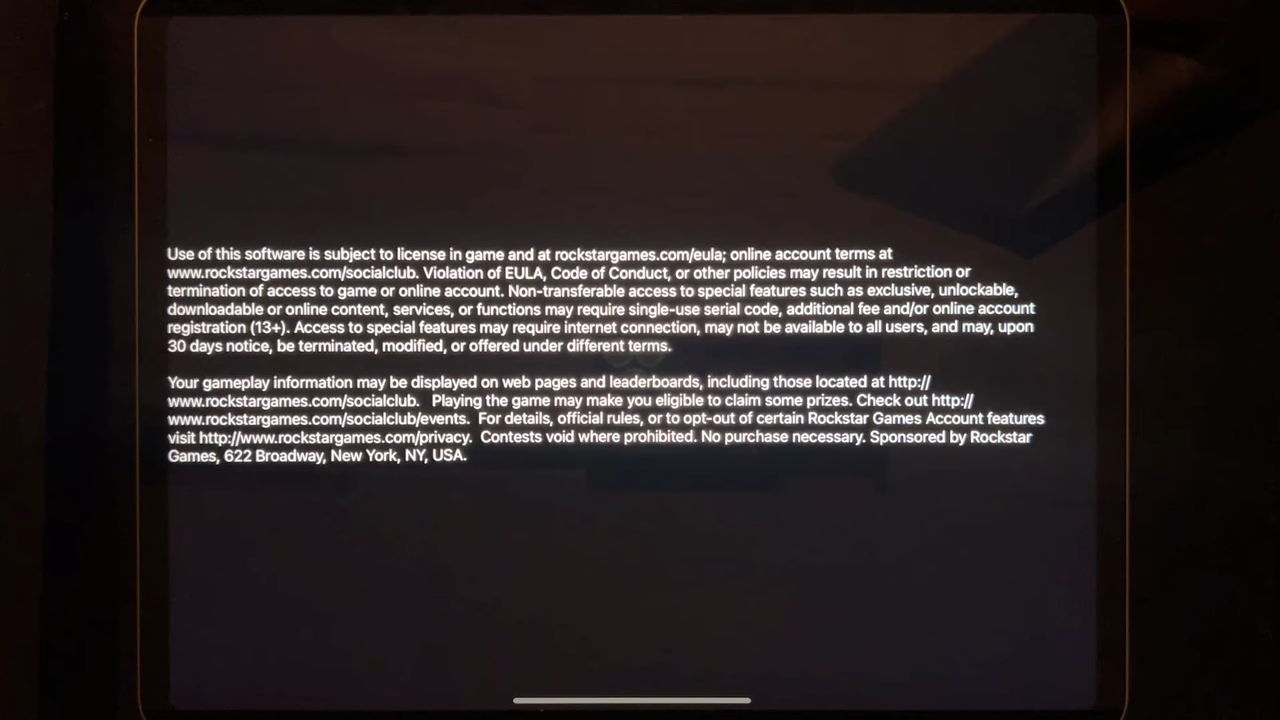 Use of this software is subject to license in game and at rockstargames.com/eula; online account terms at
www.rockstargames.com/socialclub. Violation of EULA, Code of Conduct, or other policies may result in restriction or
termination of access to game or online account. Non-transferable access to special features such as exclusive, unlockable,
downloadable or online content, services, or functions may require single-use serial code, additional fee and/or online account
registration (13+). Access to special features may require internet connection, may not be available to all users, and may, upon
30 days notice, be terminated, modified, or offered under different terms.
Your gameplay information may be displayed on web pages and leaderboards, including those located at http://
www.rockstargames.com/socialclub.   Playing the game may make you eligible to claim some prizes. Check out http://
www.rockstargames.com/socialclub/events.  For details, official rules, or to opt-out of certain Rockstar Games Account features
visit http://www.rockstargames.com/privacy.  Contests void where prohibited. No purchase necessary. Sponsored by Rockstar
Games, 622 Broadway, New York, NY, USA.